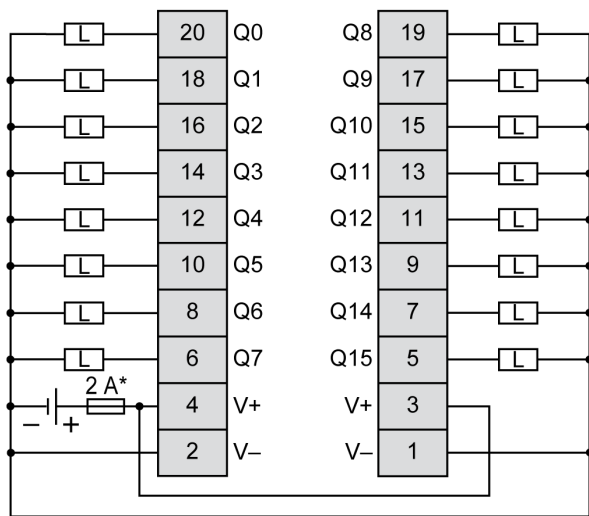 L 20 Q0 Q8 19 L
L 18 Q1 Q9 17 L
L 16 Q2 Q10 15 L
L 14 Q3 Q11 13 L
L 12 Q4 Q12 11 L
L 10 Q5 Q13 9 L
L 8 Q6 Q14 7 L
L 6 Q7 Q15 5 L
2 A*
– + 4 V+ V+ 3
2 V– V– 1